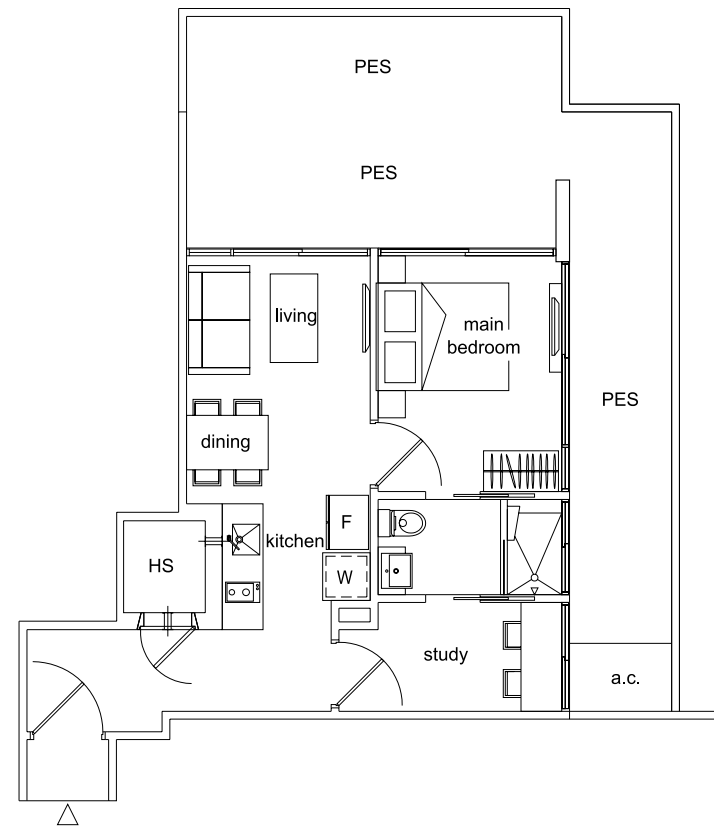 PES
PES
living
main
bedroom
PES
dining
F
kitchen
HS
W
study
a.c.